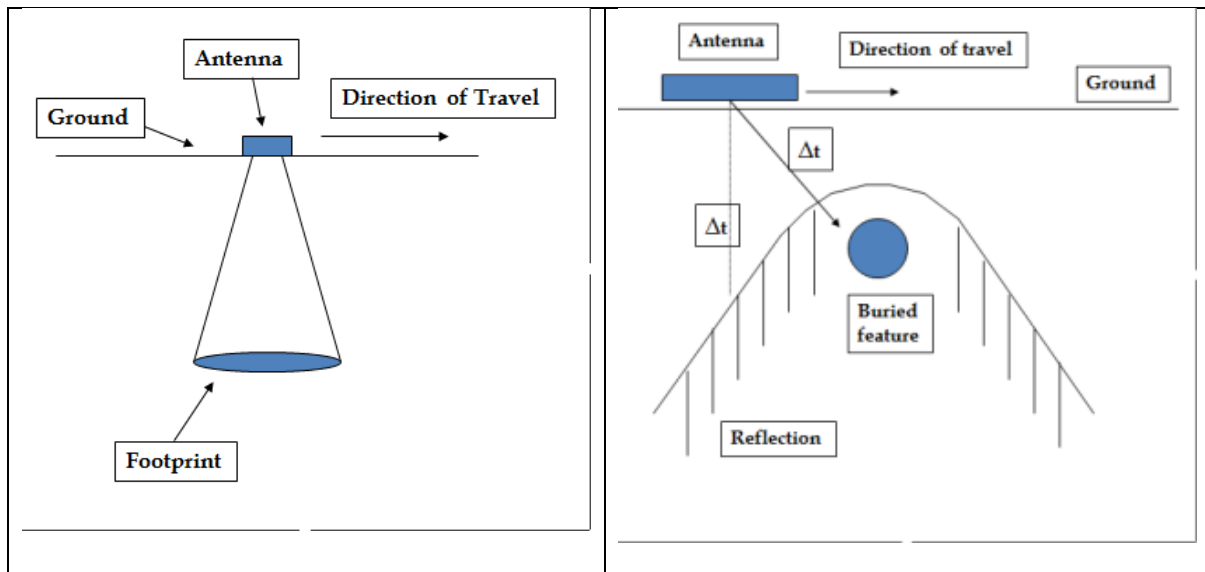 Antenna
Direction of Travel
Ground
Footprint
Antenna
Direction of travel
Ground
Δt
Δt
Buried
feature
Reflection